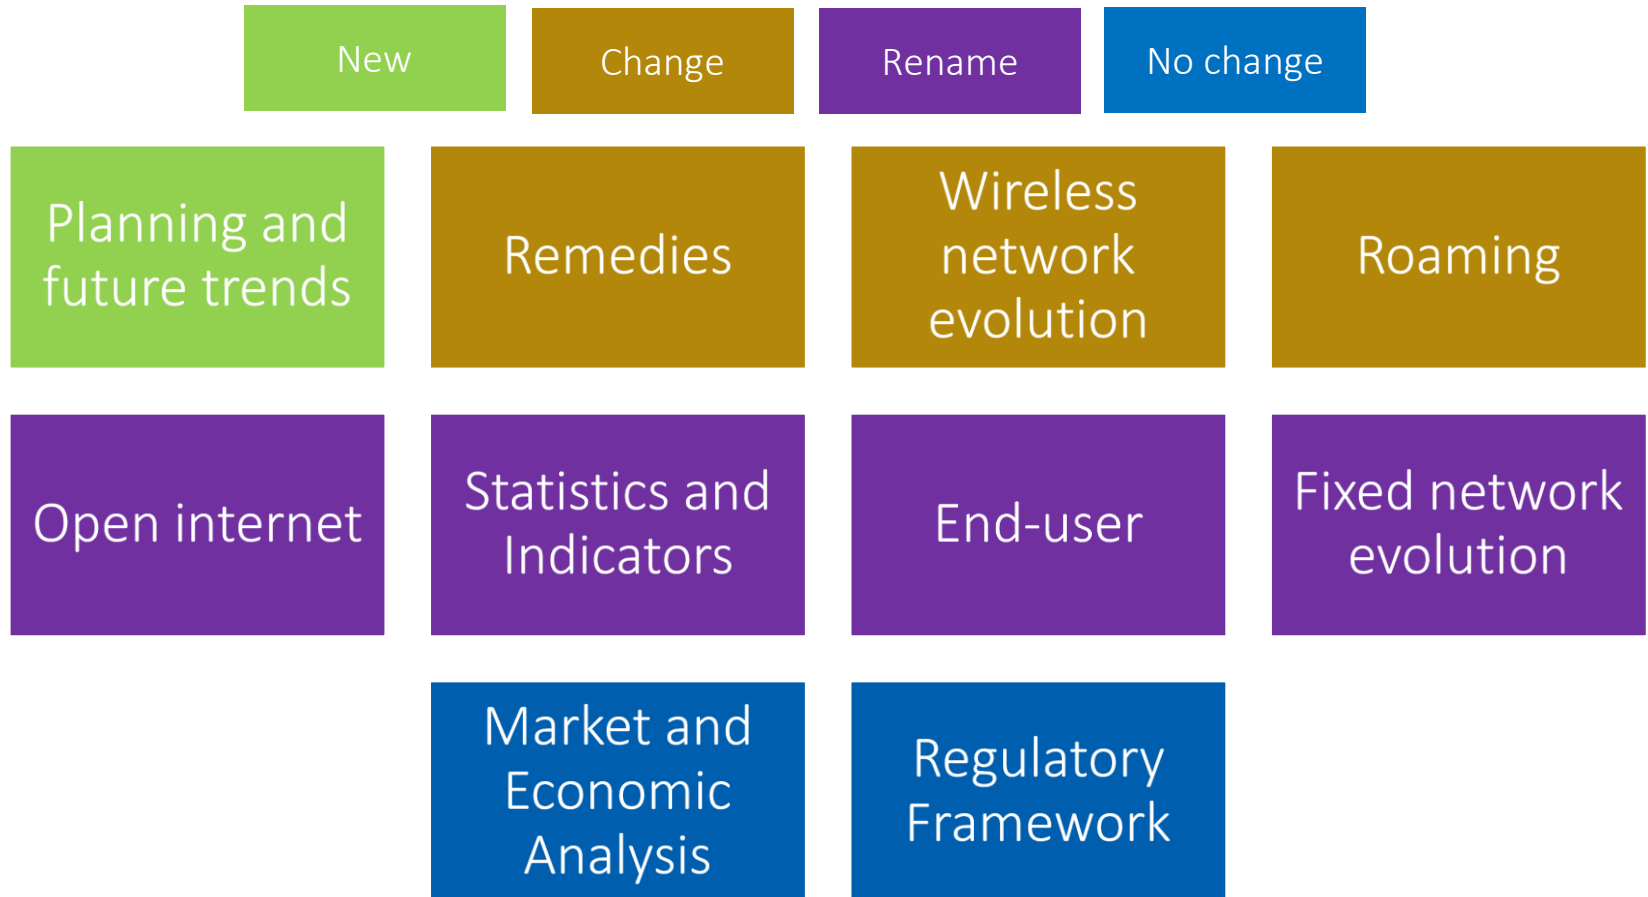 New
Change
Rename
No change
Planning and
future trends
Remedies
Wireless
network
evolution
Roaming
Open internet
Statistics and
Indicators
End-user
Fixed network
evolution
Market and
Economic
Analysis
Regulatory
Framework